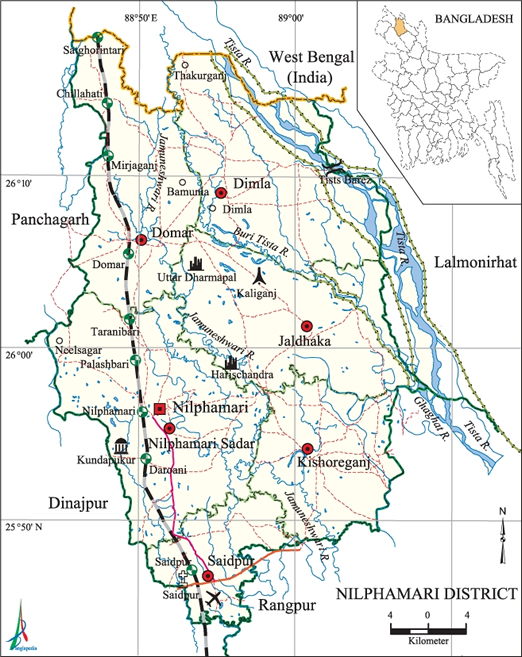 88°50' E
89°00'
BANGLADESH
Satghorintari
Tista R.
West Bengal
(India)
Thakurganj
Chillahati
Jamuneshwari R.
Mirjaganj
26°10'
Bamunia
Dimla
Tists Barez
Panchagarh
Dimla
Domar
Buri Tista R.
Tista R.
Lalmonirhat
Domar
Uttar Dharmapal
Kaliganj
Taranibari
Jamuneshwari R.
Jaldhaka
Neelsagar
26°00'
Palashbari
Harischandra
Nilphamari
Nilphamari
Ghaghat R.
Nilphamari Sadar
Tista R.
Kundapukur
Daroani
Kishoreganj
Dinajpur
Jamuneshwari R.
25°50' N
N
Saidpur
Saidpur
Saidpur
Rangpur
NILPHAMARI DISTRICT
4 0 4
Kilometer
Banglapedia